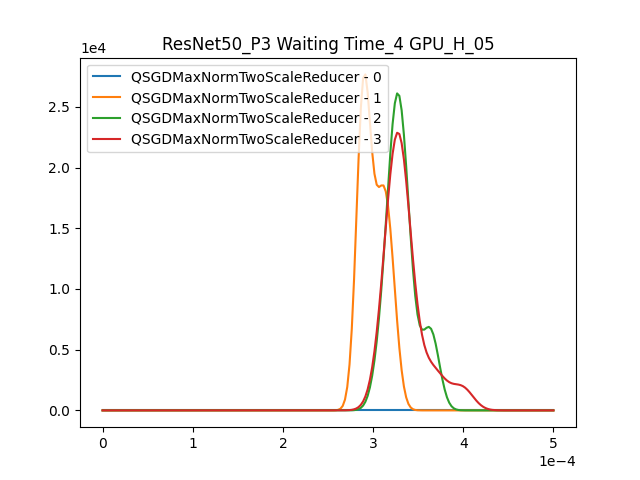 ResNet50_P3 Waiting Time_4 GPU_H_05
1e4
QSGDMaxNormTwoScaleReducer - 0
QSGDMaxNormTwoScaleReducer - 1
QSGDMaxNormTwoScaleReducer - 2
QSGDMaxNormTwoScaleReducer - 3
2.5
2.0
1.5
1.0
0.5
0.0
0 1 2 3 4 5
1e−4